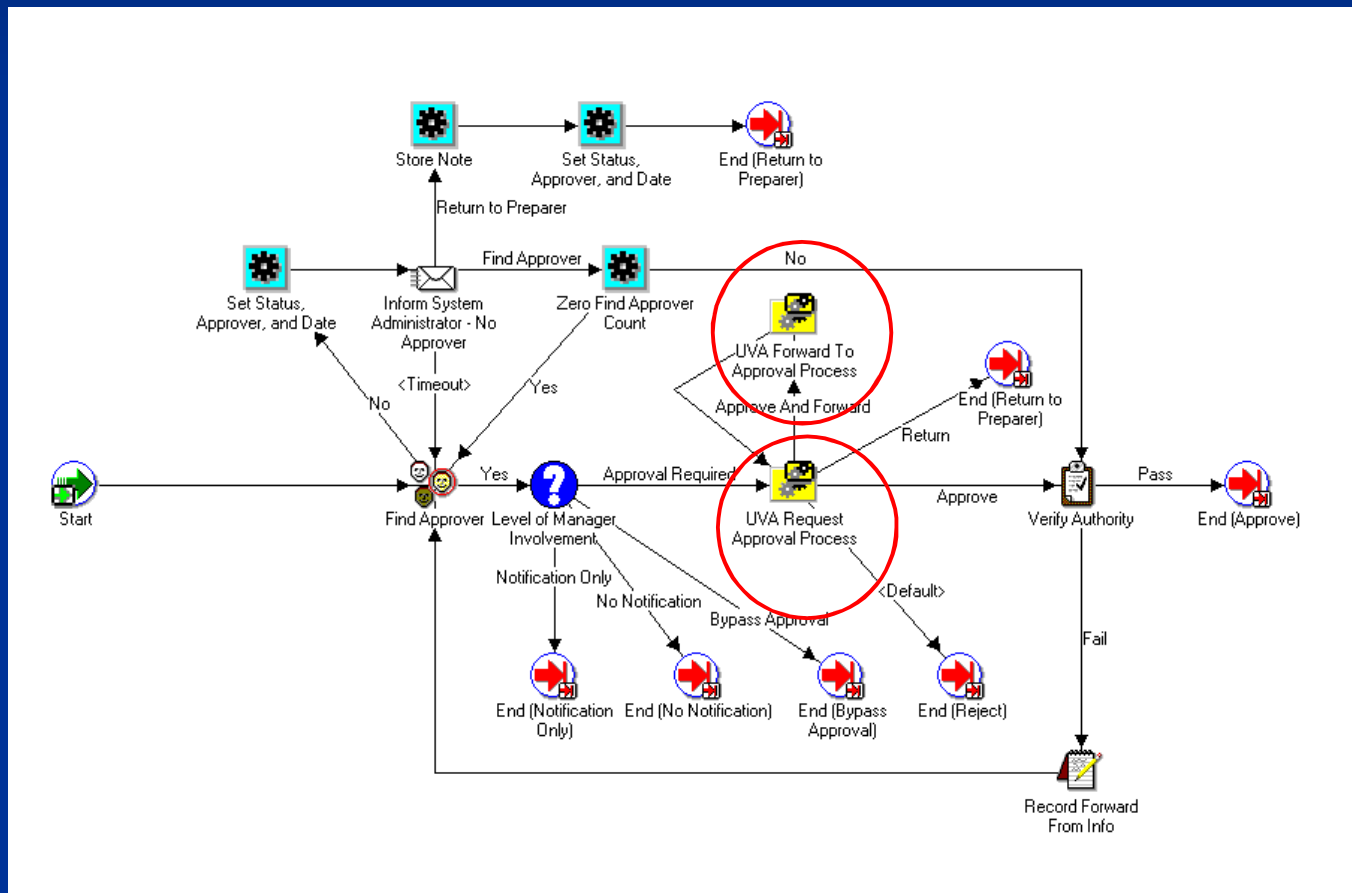 Store Note
Set Status,
Approver, and Date
End (Return to
Preparer)
Return to Preparer
Find Approver
No
Set Status,
Approver, and Date
Inform System
Administrator - No
Approver
Zero Find Approver
Count
UVA Forward To
Approval Process
<Timeout>
Yes
No
Approve And Forward
End (Return to
Preparer)
Return
Start
Find Approver
Yes
Level of Manager
Involvement
Approval Required
UVA Request
Approval Process
Approve
Verify Authority
Pass
End (Approve)
Notification Only
No Notification
Bypass Approval
<Default>
Fail
End (Notification
Only)
End (No Notification)
End (Bypass
Approval)
End (Reject)
Record Forward
From Info